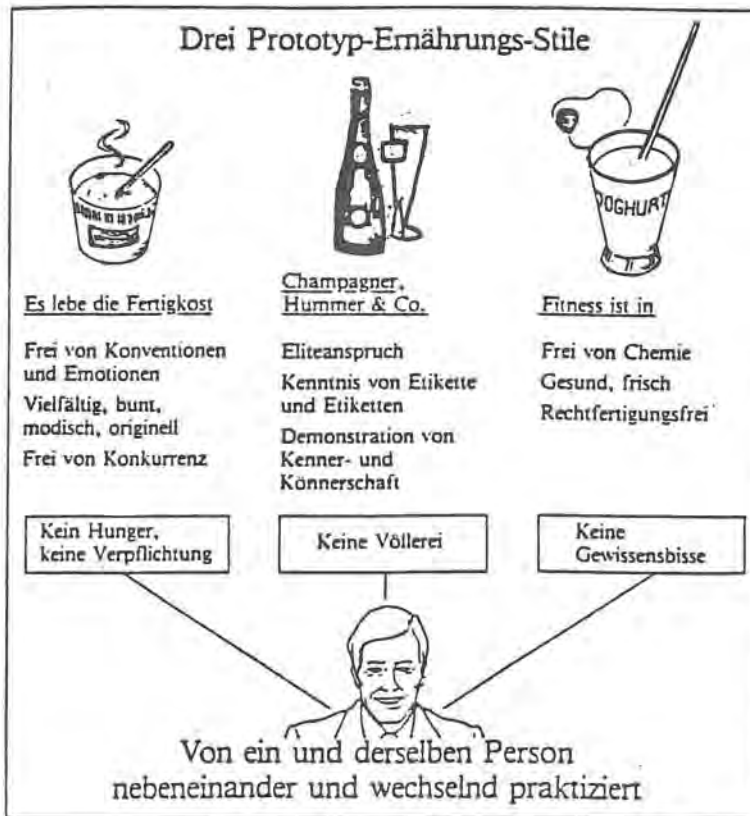 Drei Prototyp-Ernährungs-Stile
JOGHURT
Es lebe die Fertigkost
Frei von Konventionen
und Emotionen
Vielfältig, bunt,
modisch, originell
Frei von Konkurrenz
Champagner,
Hummer & Co.
Eliteanspruch
Kenntnis von Etikette
und Etiketten
Demonstration von
Kenner- und
Könnerschaft
Fitness ist in
Frei von Chemie
Gesund, frisch
Rechtfertigungsfrei
Kein Hunger,
keine Verpflichtung
Keine Völlerei
Keine
Gewissensbisse
Von ein und derselben Person
nebeneinander und wechselnd praktiziert